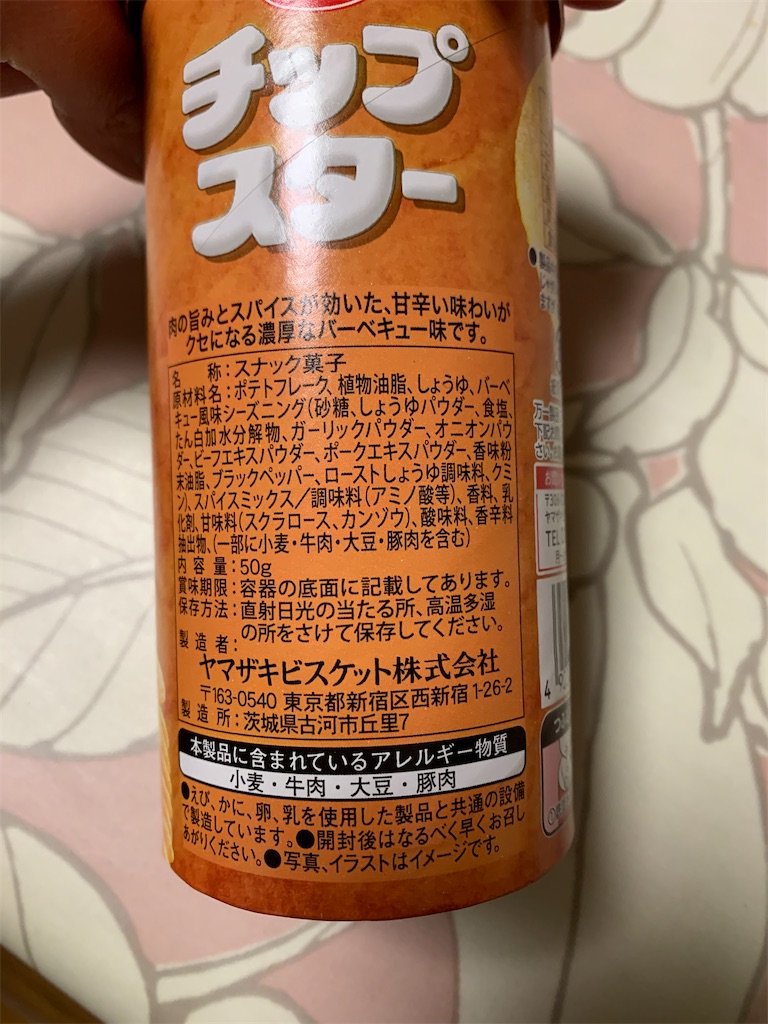 チップ
スター
肉の旨みとスパイスが効いた、甘辛い味わいが
クセになる濃厚なバーベキュー味です。
名 称:スナック菓子
原材料名:ポテトフレーク、植物油脂、しょうゆ、バーベ
キュー風味シーズニング(砂糖、しょうゆパウダー、食塩、
たん白加水分解物、ガーリックパウダー、オニオンパウ
ダー、ビーフエキスパウダー、ポークエキスパウダー、香味粉
末油脂、ブラックペッパー、ローストしょうゆ調味料、クミ
ン)、スパイスミックス/調味料(アミノ酸等)、香料、乳
化剤、甘味料(スクラロース、カンゾウ)、酸味料、香辛料
抽出物、(一部に小麦・牛肉・大豆・豚肉を含む)
内容量:50g
賞味期限:容器の底面に記載してあります。
保存方法:直射日光の当たる所、高温多湿
の所をさけて保存してください。
製造者:
ヤマザキビスケット株式会社
〒163-0540 東京都新宿区西新宿1-26-2
製造所:茨城県古河市丘里7
本製品に含まれているアレルギー物質
小麦・牛肉・大豆・豚肉
●えび、かに、卵、乳を使用した製品と共通の設備
で製造しています。●開封後はなるべく早くお召し
あがりください。●写真、イラストはイメージです。
TEL